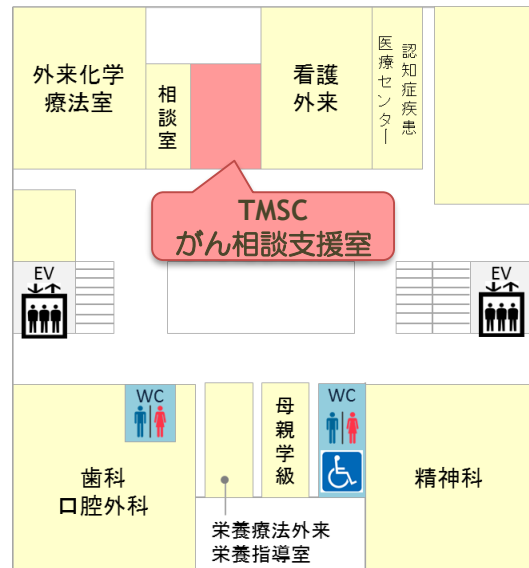 外来化学
療法室
相談室
看護
外来
認知症疾患
医療センター
TMSC
がん相談支援室
EV
EV
WC
WC
母親学級
歯科
口腔外科
精神科
栄養療法外来
栄養指導室